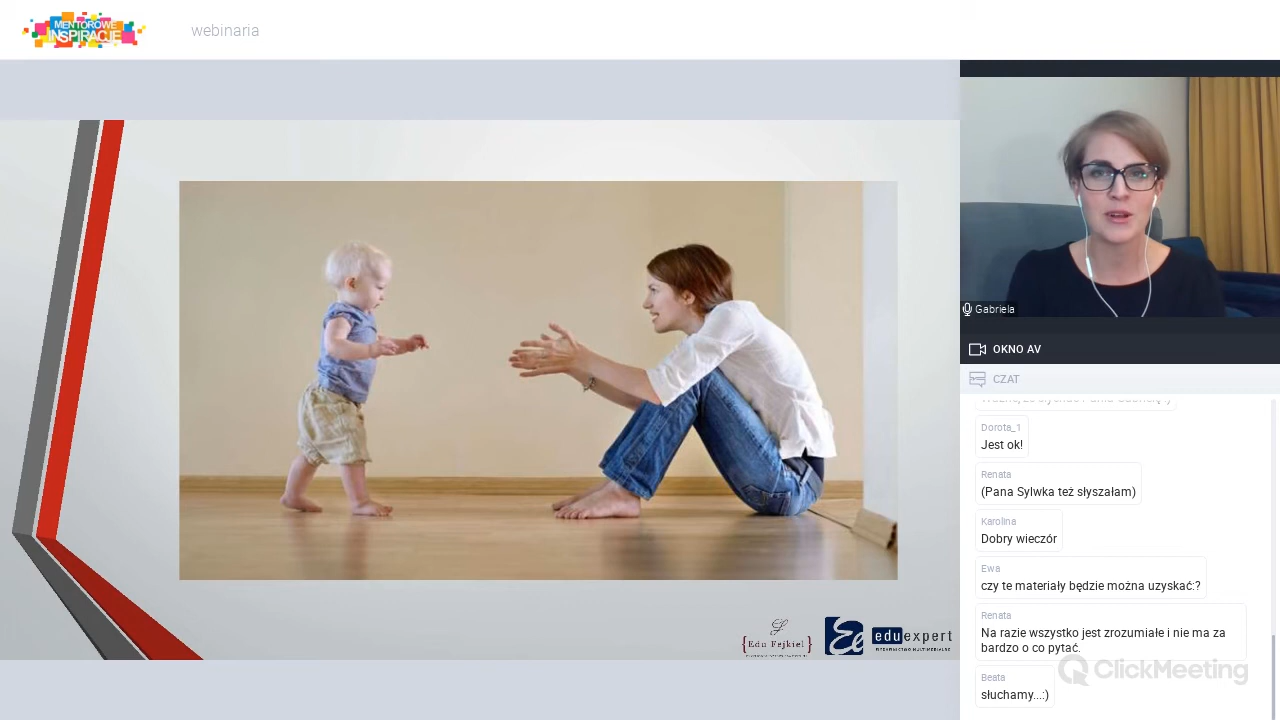 MENTOROWE
INSPIRACJE
webinaria
Gabriela
OKNO AV
CZAT
Dorota_1
Jest ok!
Renata
(Pana Sylwka też słyszałam)
Karolina
Dobry wieczór
Ewa
czy te materiały będzie można uzyskać:?
Renata
Na razie wszystko jest zrozumiałe i nie ma za
bardzo o co pytać.
Beata
słuchamy...:)
ClickMeeting
{Edu Fejkiel}
eduexpert
WYDAWNICTWO MULTIMEDIALNE